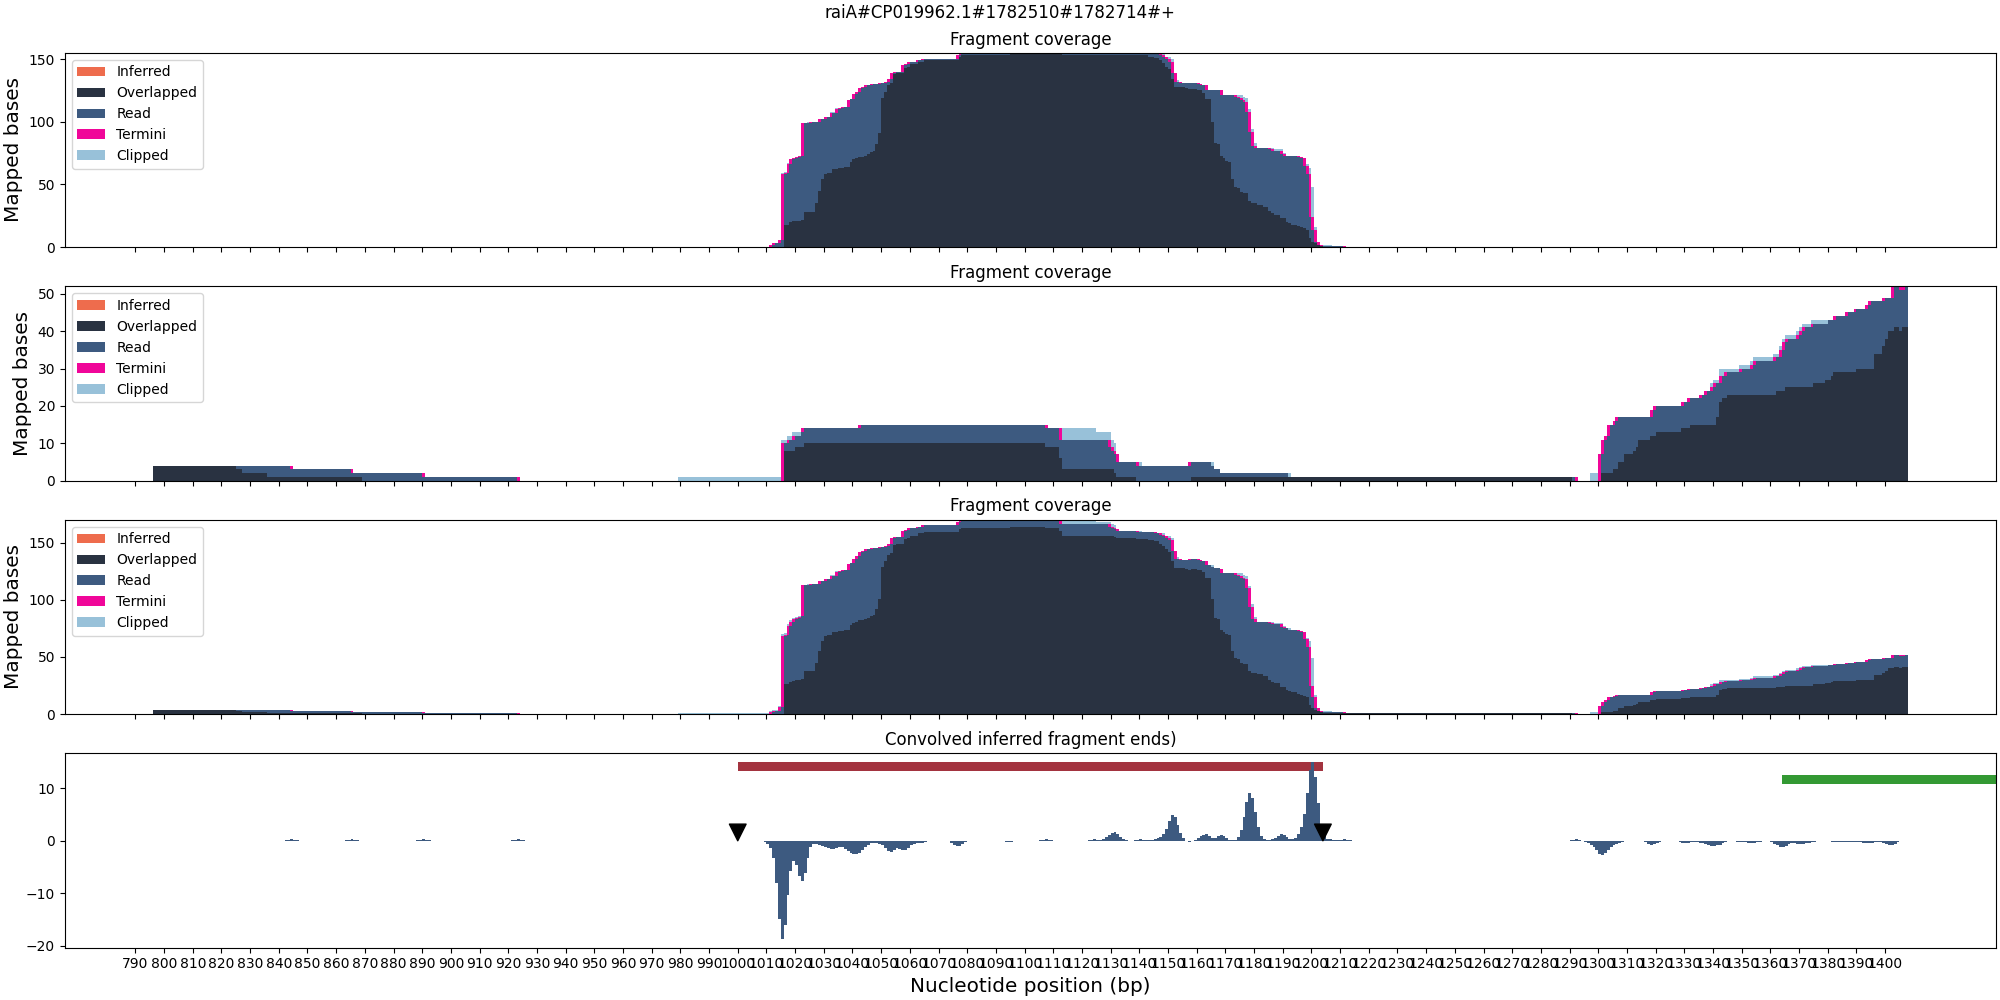 raiA#CP019962.1#1782510#1782714#+
Fragment coverage
Mapped bases
150
100
50
0
Inferred
Overlapped
Read
Termini
Clipped
Fragment coverage
Mapped bases
50
40
30
20
10
0
Inferred
Overlapped
Read
Termini
Clipped
Fragment coverage
Mapped bases
150
100
50
0
Inferred
Overlapped
Read
Termini
Clipped
Convolved inferred fragment ends)
10
0
−10
−20
790 800 810 820 830 840 850 860 870 880 890 900 910 920 930 940 950 960 970 980 990 1000 1010 1020 1030 1040 1050 1060 1070 1080 1090 1100 1110 1120 1130 1140 1150 1160 1170 1180 1190 1200 1210 1220 1230 1240 1250 1260 1270 1280 1290 1300 1310 1320 1330 1340 1350 1360 1370 1380 1390 1400
Nucleotide position (bp)